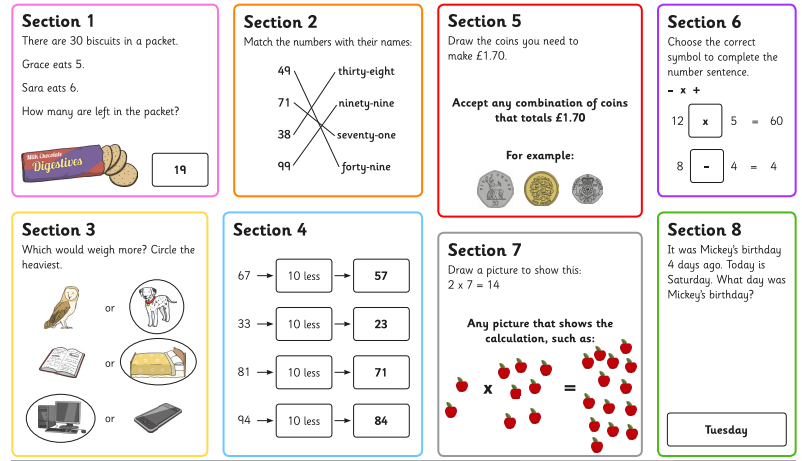 Section 1
There are 30 biscuits in a packet.
Grace eats 5.
Sara eats 6.
How many are left in the packet?
Milk Chocolate
Digestives
19
Section 2
Match the numbers with their names:
49 thirty-eight
71 ninety-nine
38 seventy-one
99 forty-nine
Section 5
Draw the coins you need to
make £1.70.
Accept any combination of coins
that totals £1.70
For example:
50
Section 6
Choose the correct
symbol to complete the
number sentence.
- x +
12 x 5 = 60
8 - 4 = 4
Section 3
Which would weigh more? Circle the
heaviest.
or
or
or
Section 4
67 10 less 57
33 10 less 23
81 10 less 71
94 10 less 84
Section 7
Draw a picture to show this:
2 x 7 = 14
Any picture that shows the
calculation, such as:
x =
Section 8
It was Mickey's birthday
4 days ago. Today is
Saturday. What day was
Mickey's birthday?
Tuesday